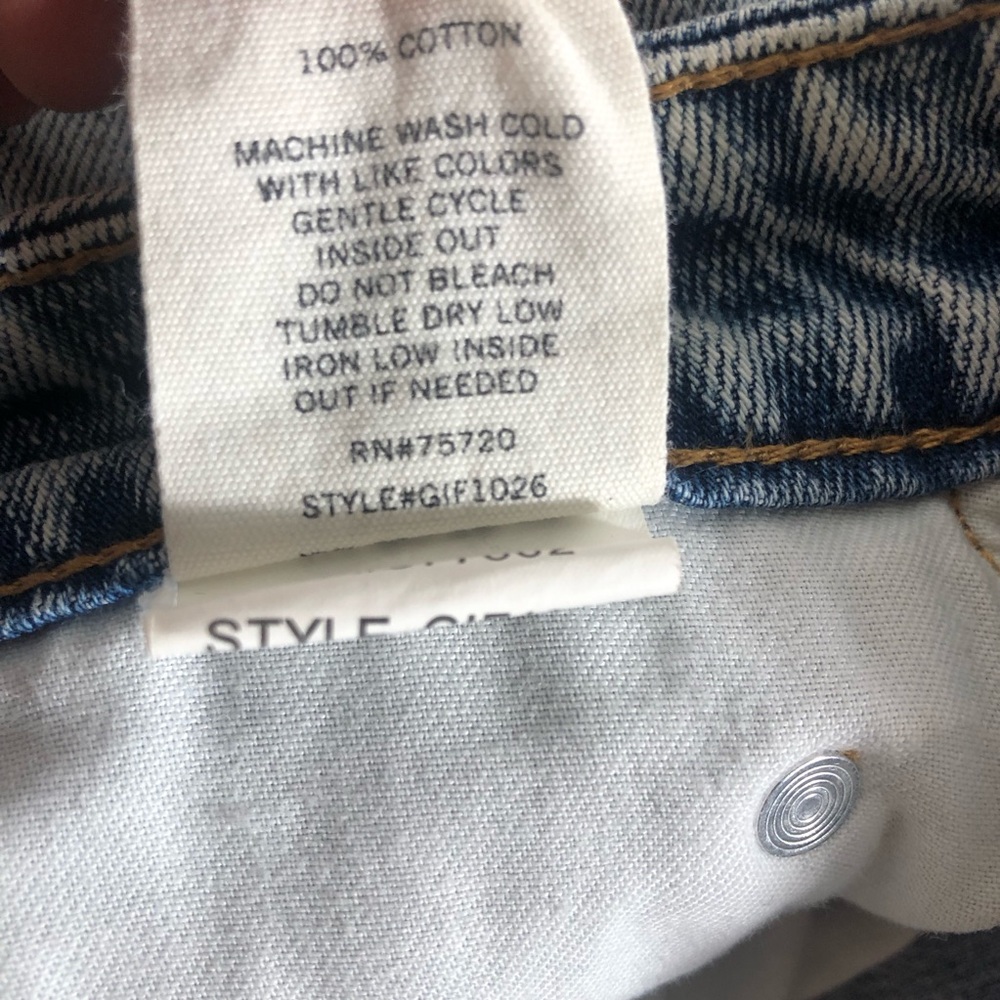 100% COTTON
MACHINE WASH COLD
WITH LIKE COLORS
GENTLE CYCLE
INSIDE OUT
DO NOT BLEACH
TUMBLE DRY LOW
IRON LOW INSIDE
OUT IF NEEDED
RN#75720
STYLE#GIF1026
STYLE